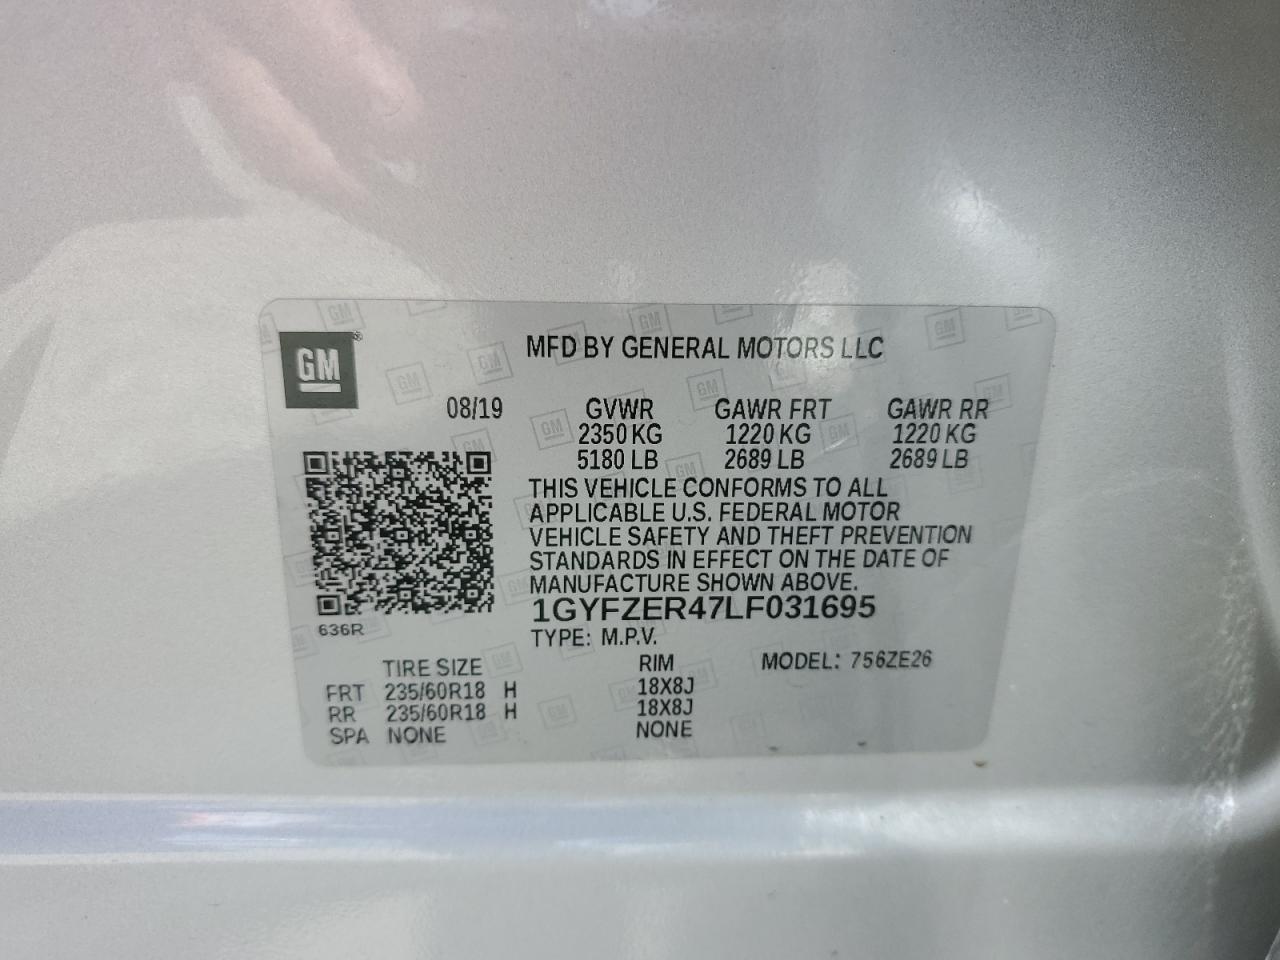 GM ®
MFD BY GENERAL MOTORS LLC
08/19 GVWR GAWR FRT GAWR RR
2350 KG 1220 KG 1220 KG
5180 LB 2689 LB 2689 LB
THIS VEHICLE CONFORMS TO ALL
APPLICABLE U.S. FEDERAL MOTOR
VEHICLE SAFETY AND THEFT PREVENTION
STANDARDS IN EFFECT ON THE DATE OF
MANUFACTURE SHOWN ABOVE.
1GYFZER47LF031695
636R
TYPE: M.P.V.
TIRE SIZE RIM MODEL: 756ZE26
FRT 235/60R18 H 18X8J
RR 235/60R18 H 18X8J
SPA NONE NONE